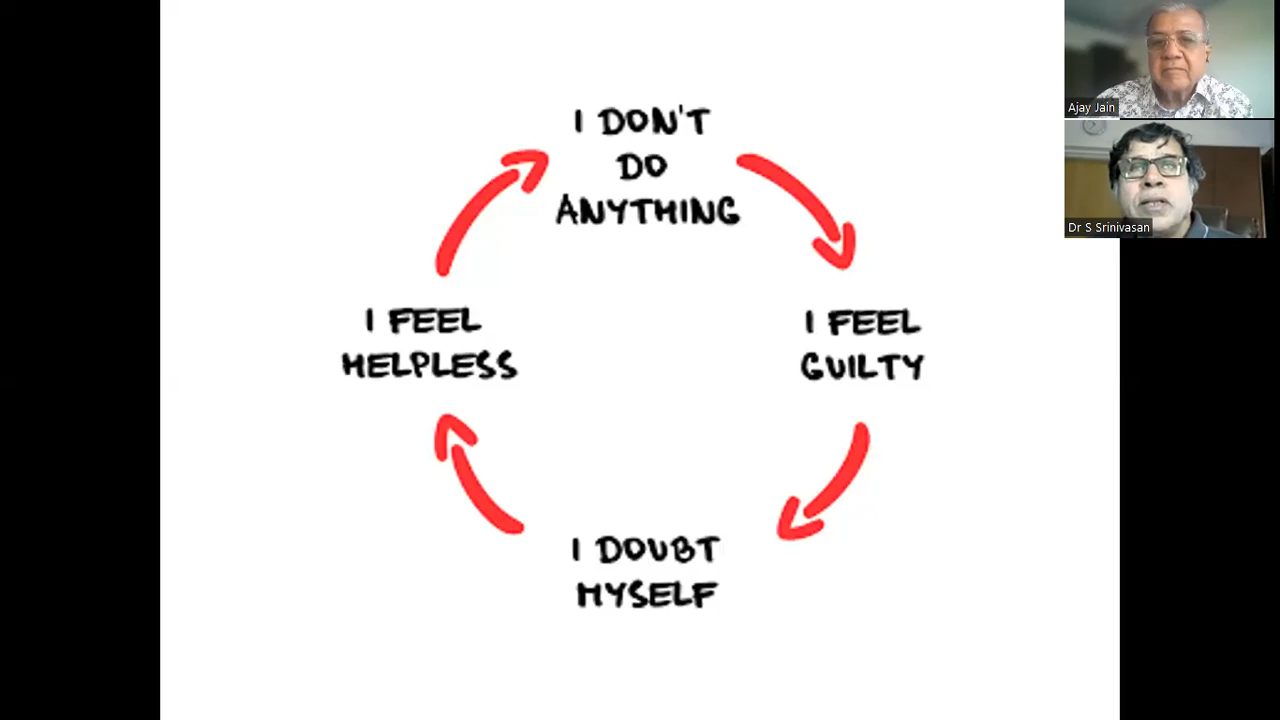 I DON'T
DO
ANYTHING
I FEEL
GUILTY
I DOUBT
MYSELF
I FEEL
HELPLESS
Ajay Jain
Dr S Srinivasan